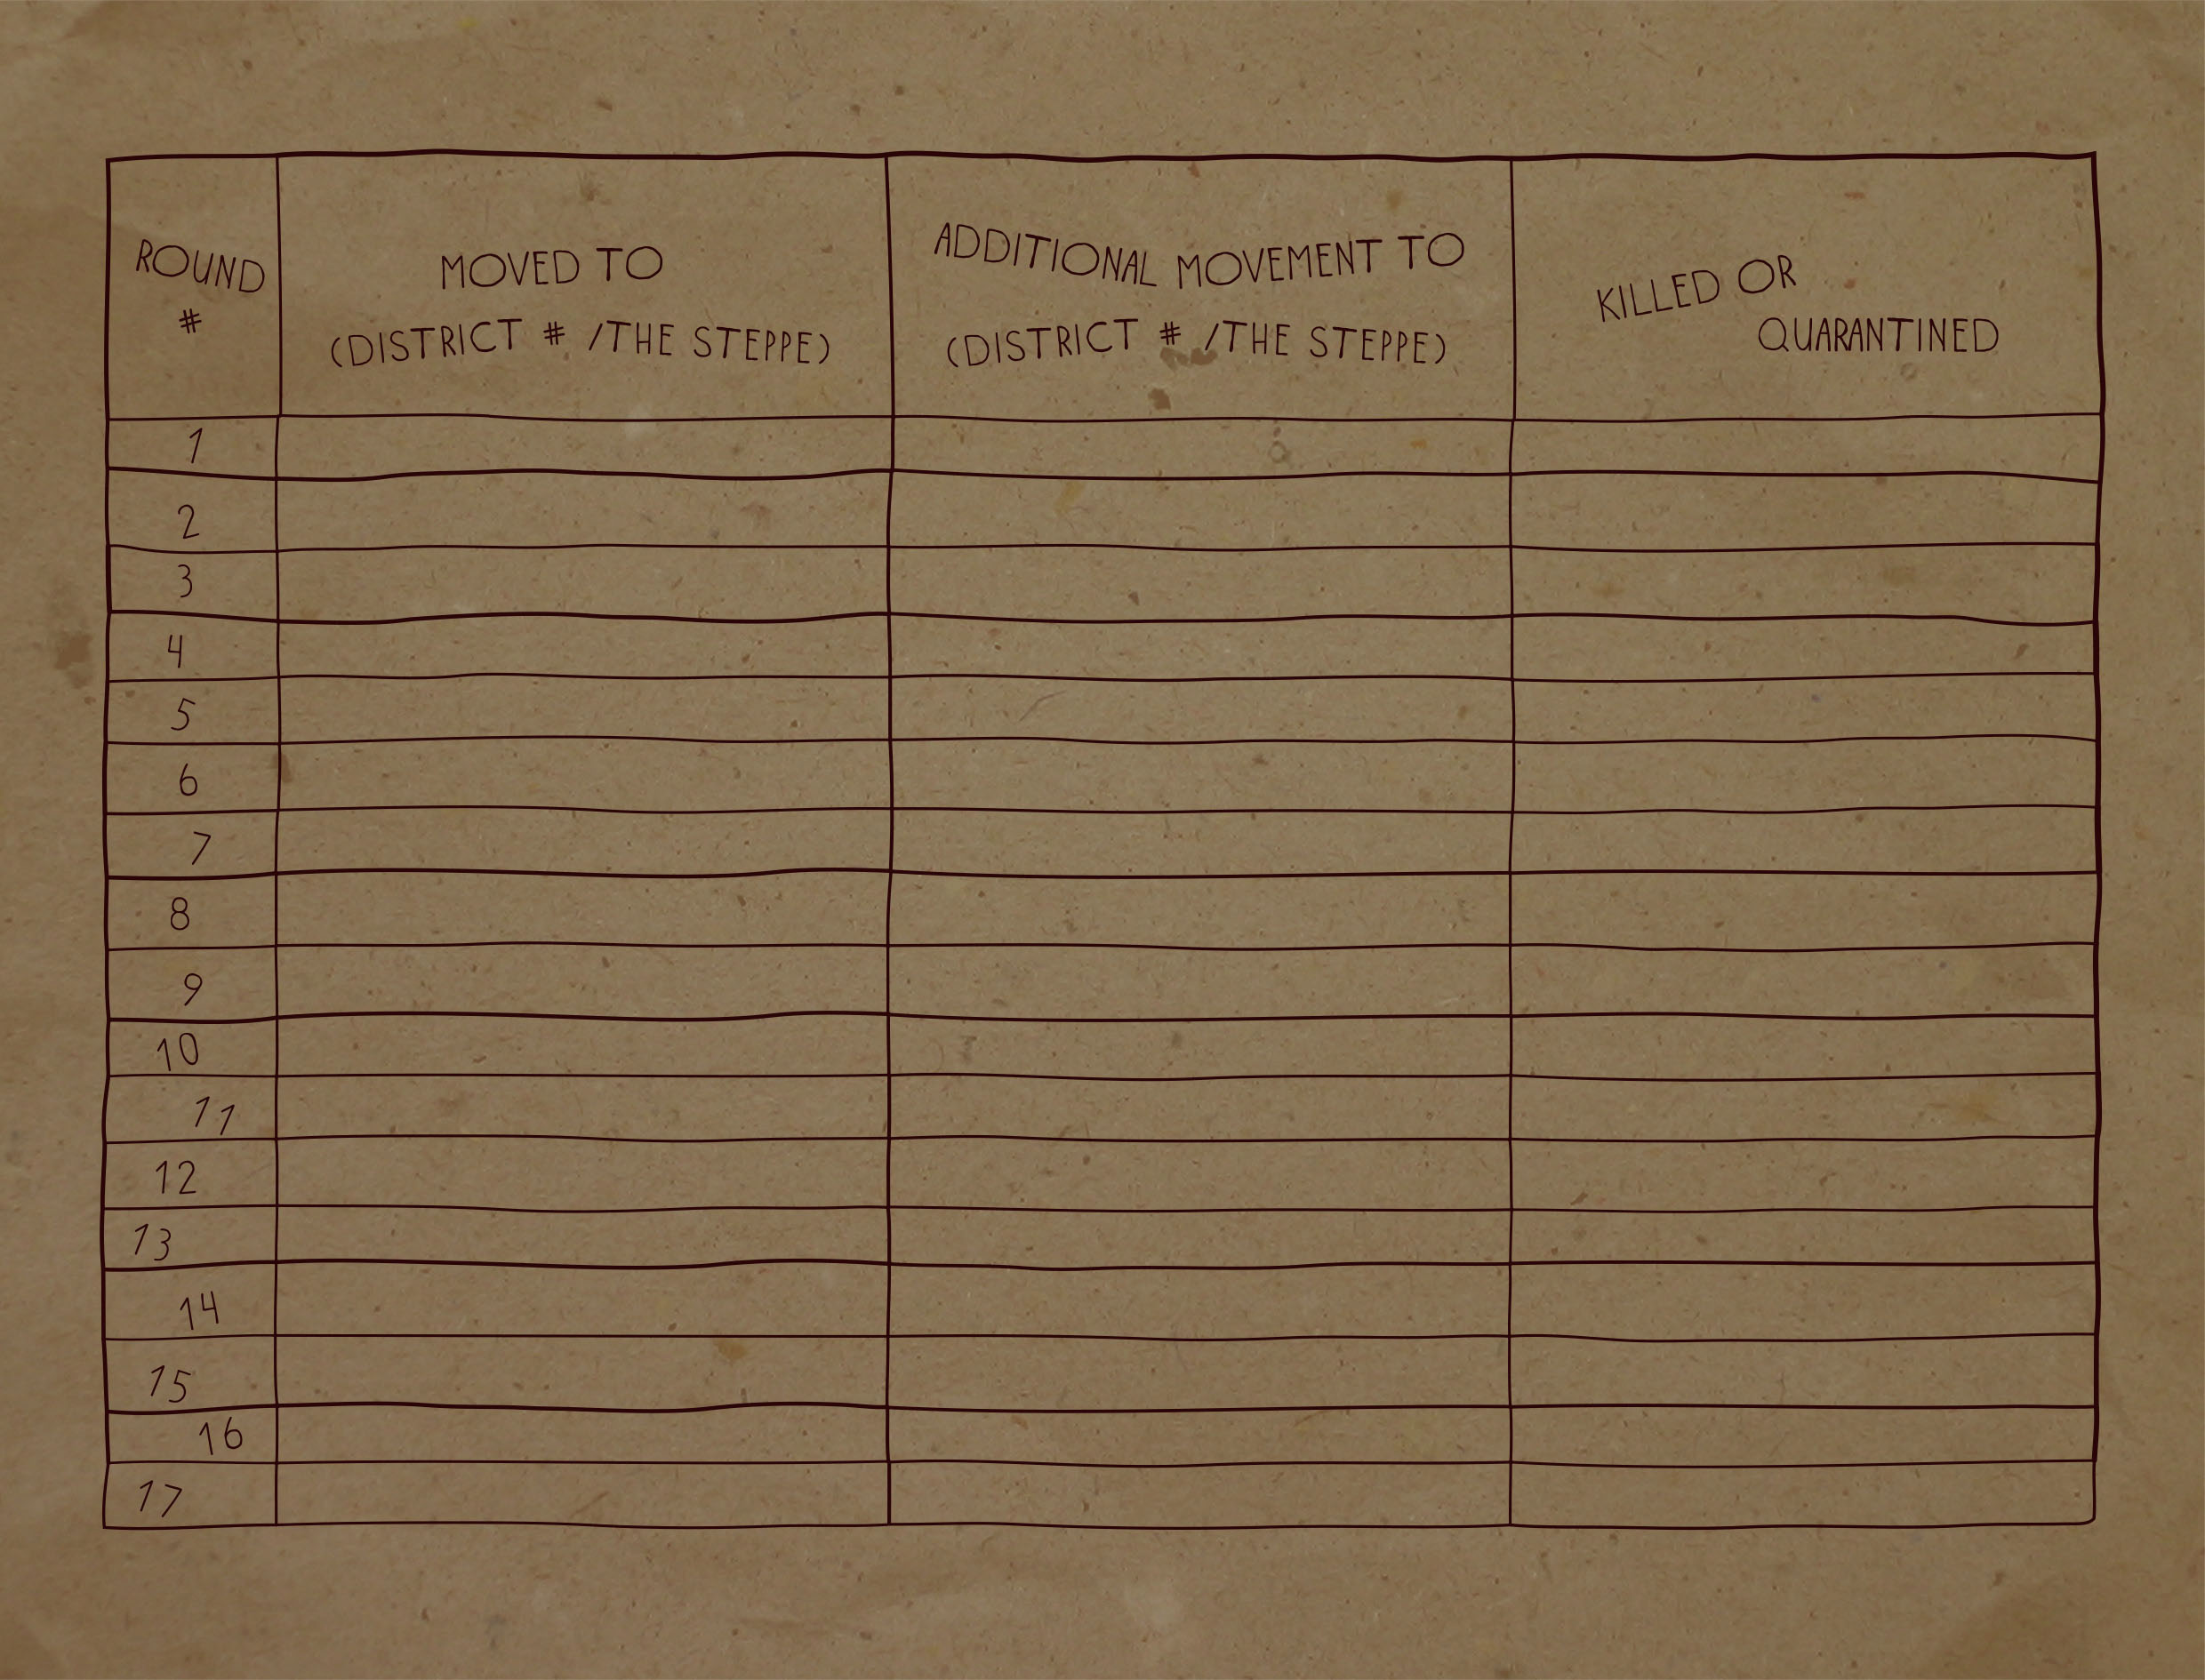 ROUND
#
MOVED TO
(DISTRICT # /THE STEPPE)
ADDITIONAL MOVEMENT TO
(DISTRICT # /THE STEPPE)
KILLED OR
QUARANTINED
1
2
3
4
5
6
7
8
9
10
11
12
13
14
15
16
17